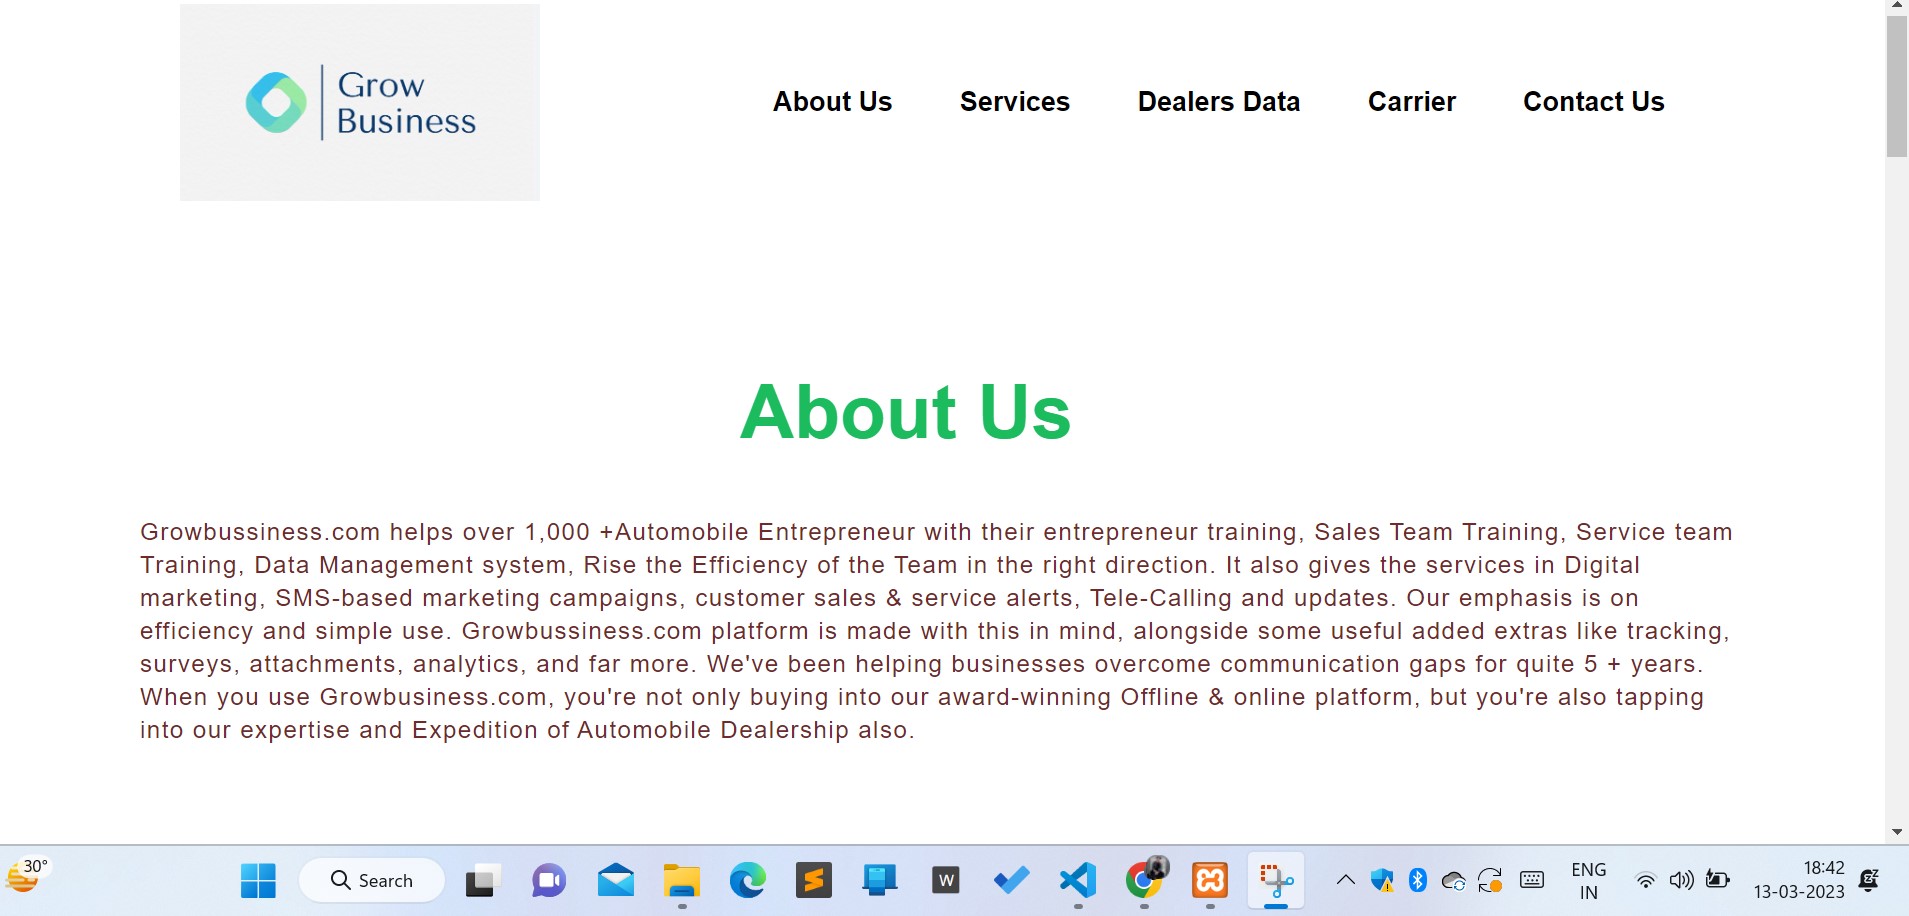 Grow
Business
About Us Services Dealers Data Carrier Contact Us
About Us
Growbussiness.com helps over 1,000 +Automobile Entrepreneur with their entrepreneur training, Sales Team Training, Service team
Training, Data Management system, Rise the Efficiency of the Team in the right direction. It also gives the services in Digital
marketing, SMS-based marketing campaigns, customer sales & service alerts, Tele-Calling and updates. Our emphasis is on
efficiency and simple use. Growbussiness.com platform is made with this in mind, alongside some useful added extras like tracking,
surveys, attachments, analytics, and far more. We've been helping businesses overcome communication gaps for quite 5 + years.
When you use Growbusiness.com, you're not only buying into our award-winning Offline & online platform, but you're also tapping
into our expertise and Expedition of Automobile Dealership also.
30°
Search
W
ENG
IN
18:42
13-03-2023